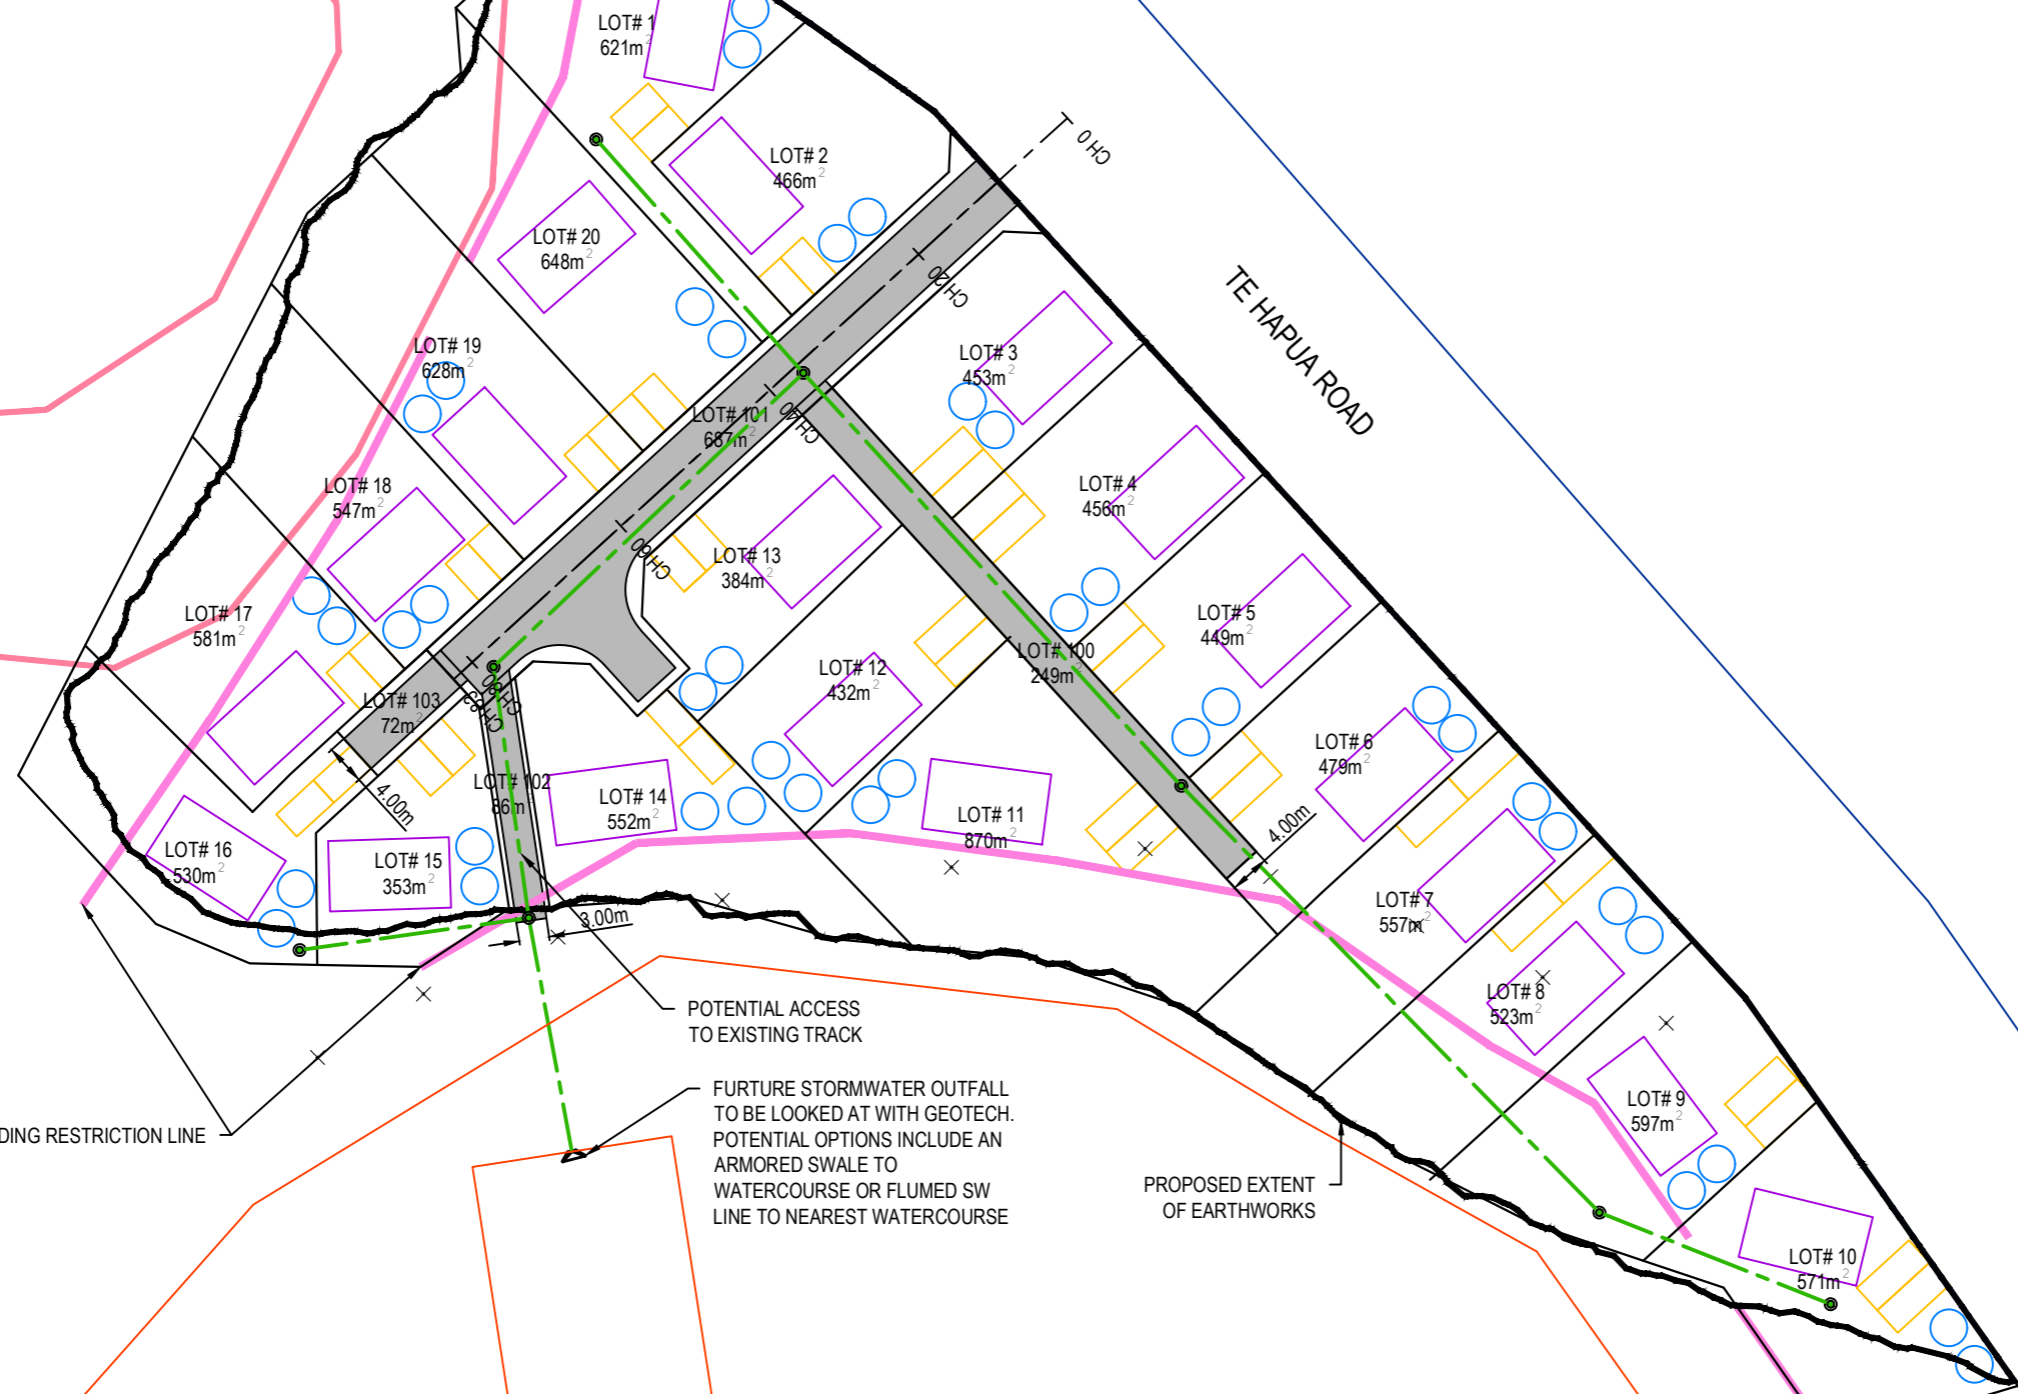 LOT# 1
621m²
LOT# 2
466m²
CH 0
LOT# 20
648m²
CH20
TE HAPUA ROAD
LOT# 19
628m²
LOT# 3
453m²
LOT# 101
687m²
CH40
LOT# 18
547m²
LOT# 4
456m²
CH60
LOT# 13
384m²
LOT# 17
581m²
LOT# 5
449m²
LOT# 100
249m²
LOT# 12
432m²
CH 80
LOT# 103
72m²
LOT# 6
479m²
4.00m
LOT# 102
86m²
LOT# 14
552m²
LOT# 11
870m²
4.00m
LOT# 16
530m²
LOT# 15
353m²
LOT# 7
557m²
3.00m
LOT# 8
523m²
POTENTIAL ACCESS
TO EXISTING TRACK
FURTURE STORMWATER OUTFALL
TO BE LOOKED AT WITH GEOTECH.
POTENTIAL OPTIONS INCLUDE AN
ARMORED SWALE TO
WATERCOURSE OR FLUMED SW
LINE TO NEAREST WATERCOURSE
DING RESTRICTION LINE
LOT# 9
597m²
PROPOSED EXTENT
OF EARTHWORKS
LOT# 10
571m²